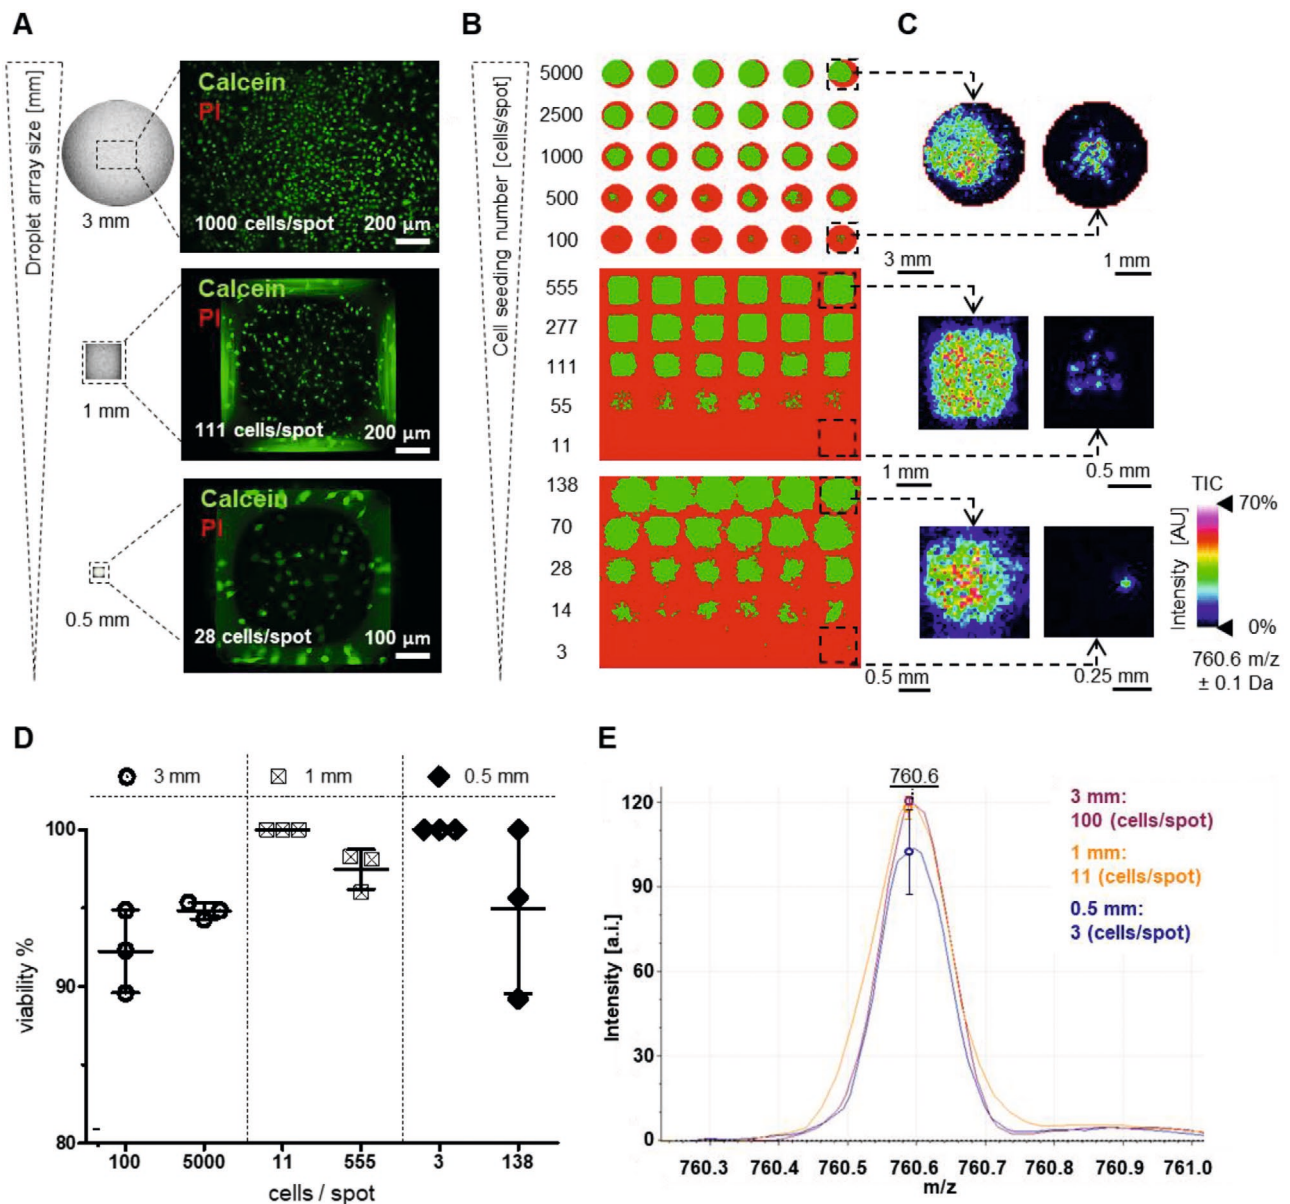 A
B
C
Droplet array size [mm]
3 mm
1 mm
0.5 mm
Calcein
PI
1000 cells/spot
200 µm
Calcein
PI
111 cells/spot
200 µm
Calcein
PI
28 cells/spot
100 µm
Cell seeding number [cells/spot]
5000
2500
1000
500
100
555
277
111
55
11
138
70
28
14
3
3 mm
1 mm
1 mm
0.5 mm
0.5 mm
0.25 mm
TIC
70%
Intensity [AU]
0%
760.6 m/z
± 0.1 Da
D
3 mm
1 mm
0.5 mm
viability %
100
90
80
100
5000
11
555
3
138
cells / spot
E
760.6
3 mm:
100 (cells/spot)
1 mm:
11 (cells/spot)
0.5 mm:
3 (cells/spot)
Intensity [a.i.]
120
90
60
30
0
760.3
760.4
760.5
760.6
760.7
760.8
760.9
761.0
m/z